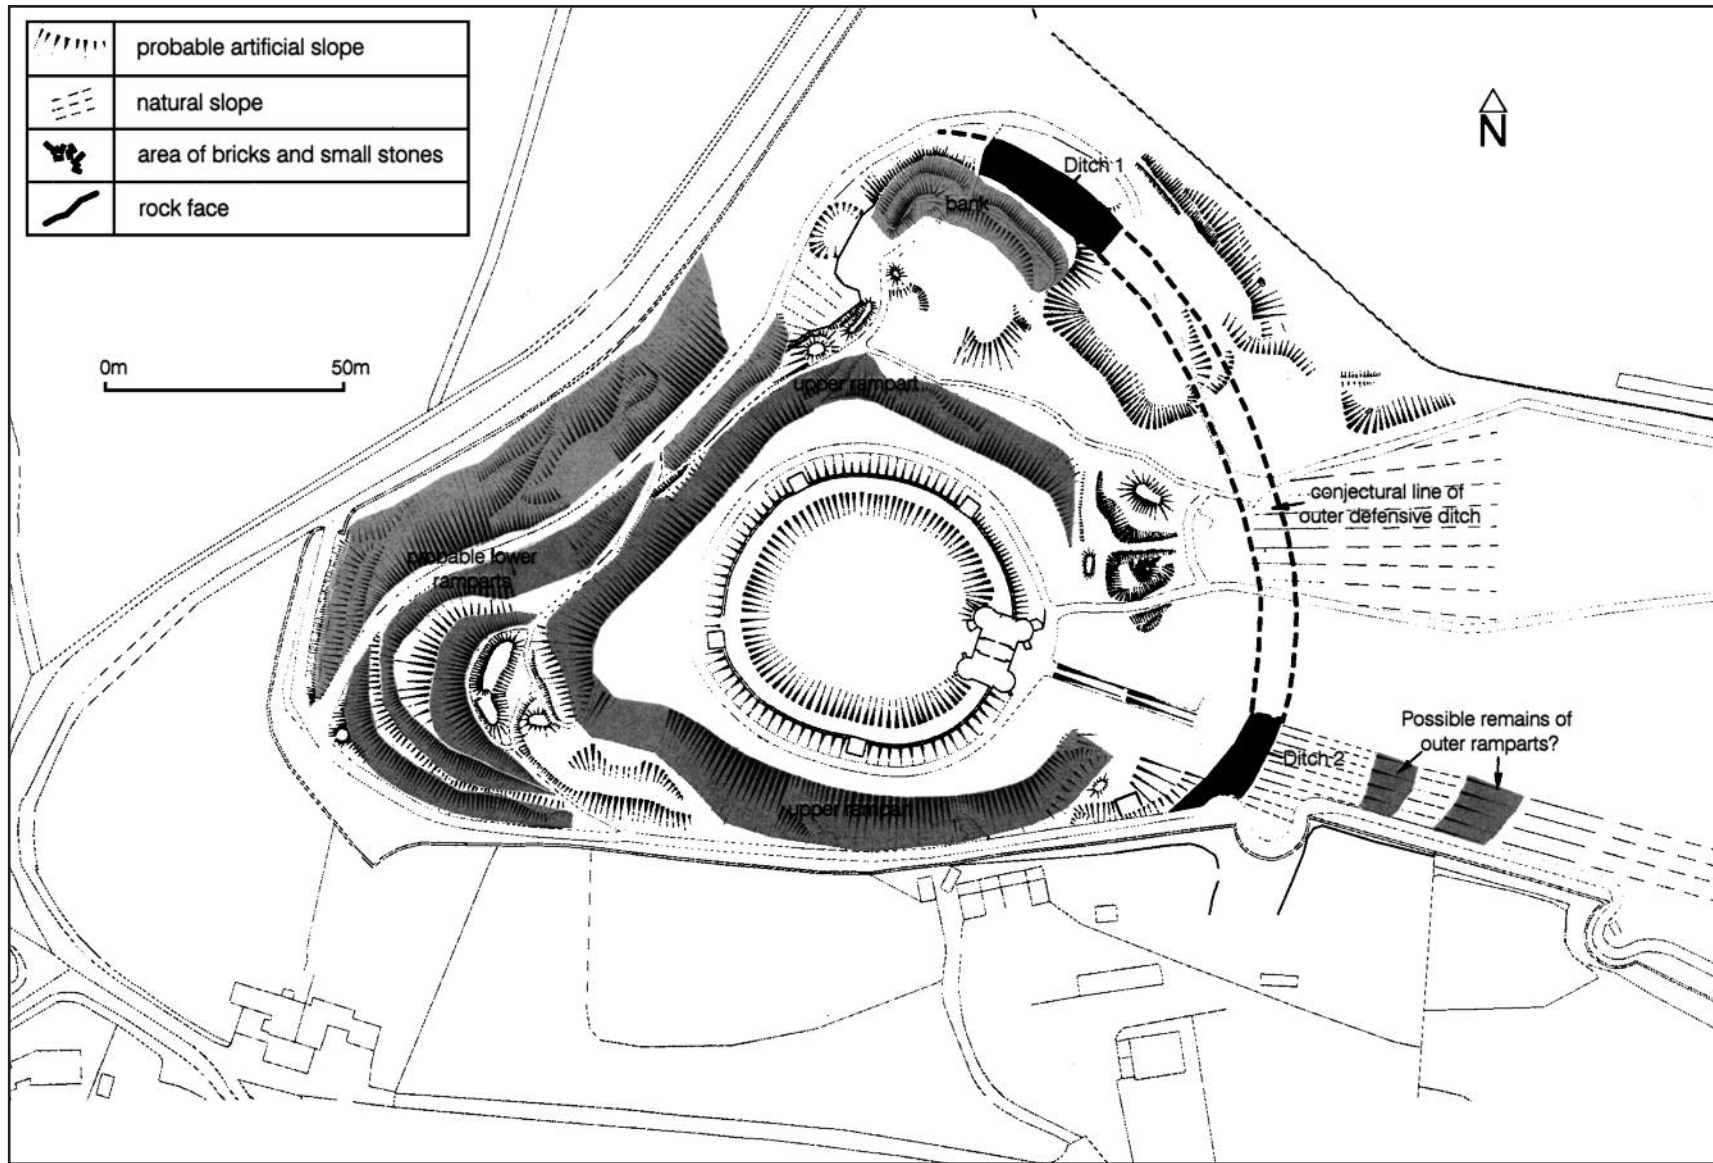 probable artificial slope
natural slope
area of bricks and small stones
rock face
N
0m
50m
Ditch 1
bank
upper rampart
conjectural line of
outer defensive ditch
probable lower
ramparts
Possible remains of
outer ramparts?
Ditch 2
upper rampart